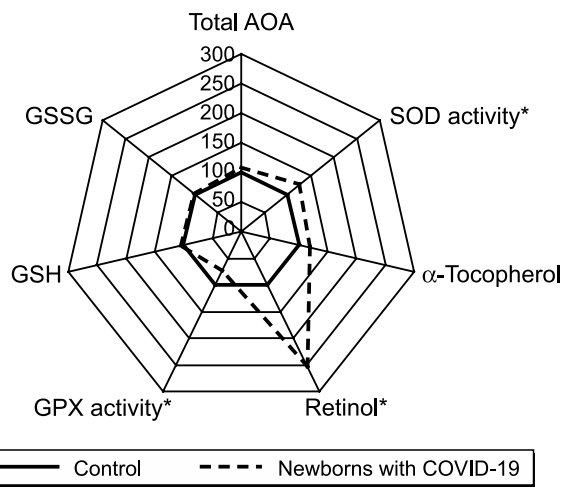 Total AOA
300
250
200
150
100
50
0
SOD activity*
α-Tocopherol
Retinol*
GPX activity*
GSH
GSSG
Control
Newborns with COVID-19